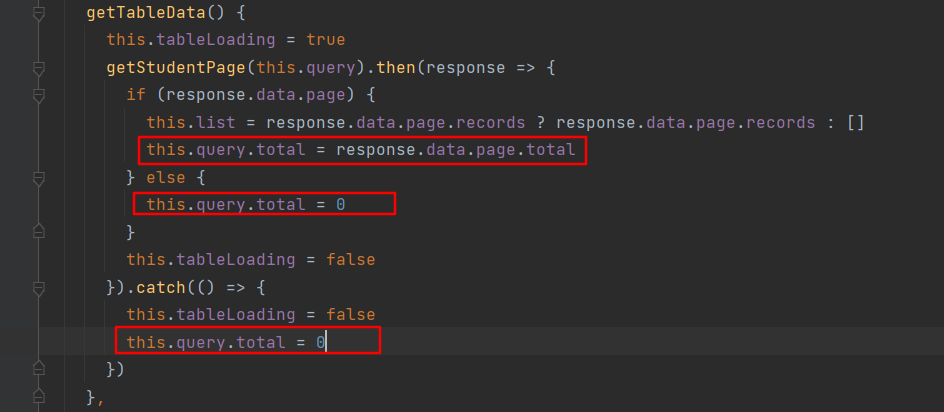 getTableData() {
this.tableLoading = true
getStudentPage(this.query).then(response => {
if (response.data.page) {
this.list = response.data.page.records ? response.data.page.records : []
this.query.total = response.data.page.total
} else {
this.query.total = 0
}
this.tableLoading = false
}).catch(() => {
this.tableLoading = false
this.query.total = 0
})
},